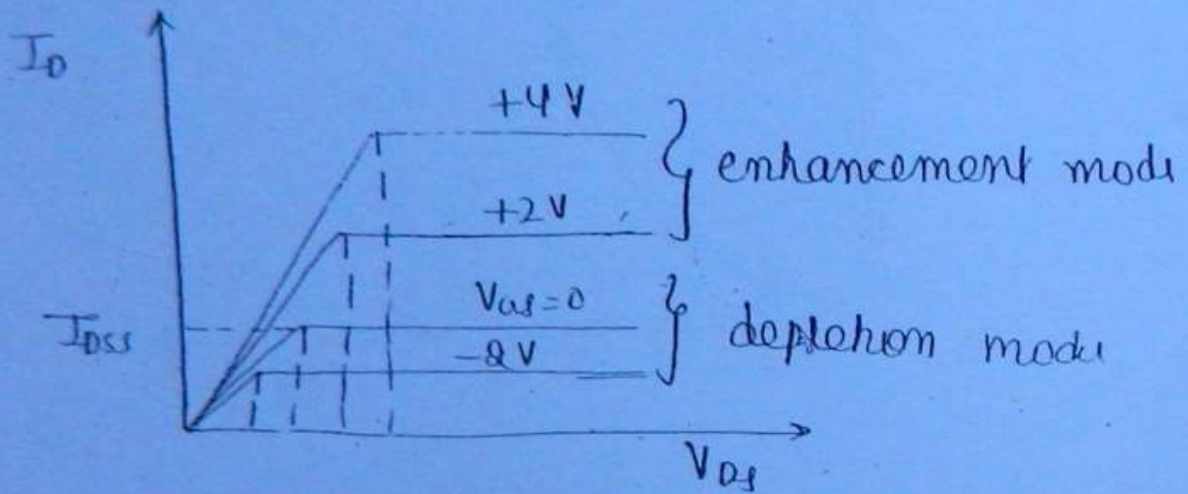 I_D
+4 V
enhancement mode
+2 V
V_GS=0
I_DSS
depletion mode
-2 V
V_DS